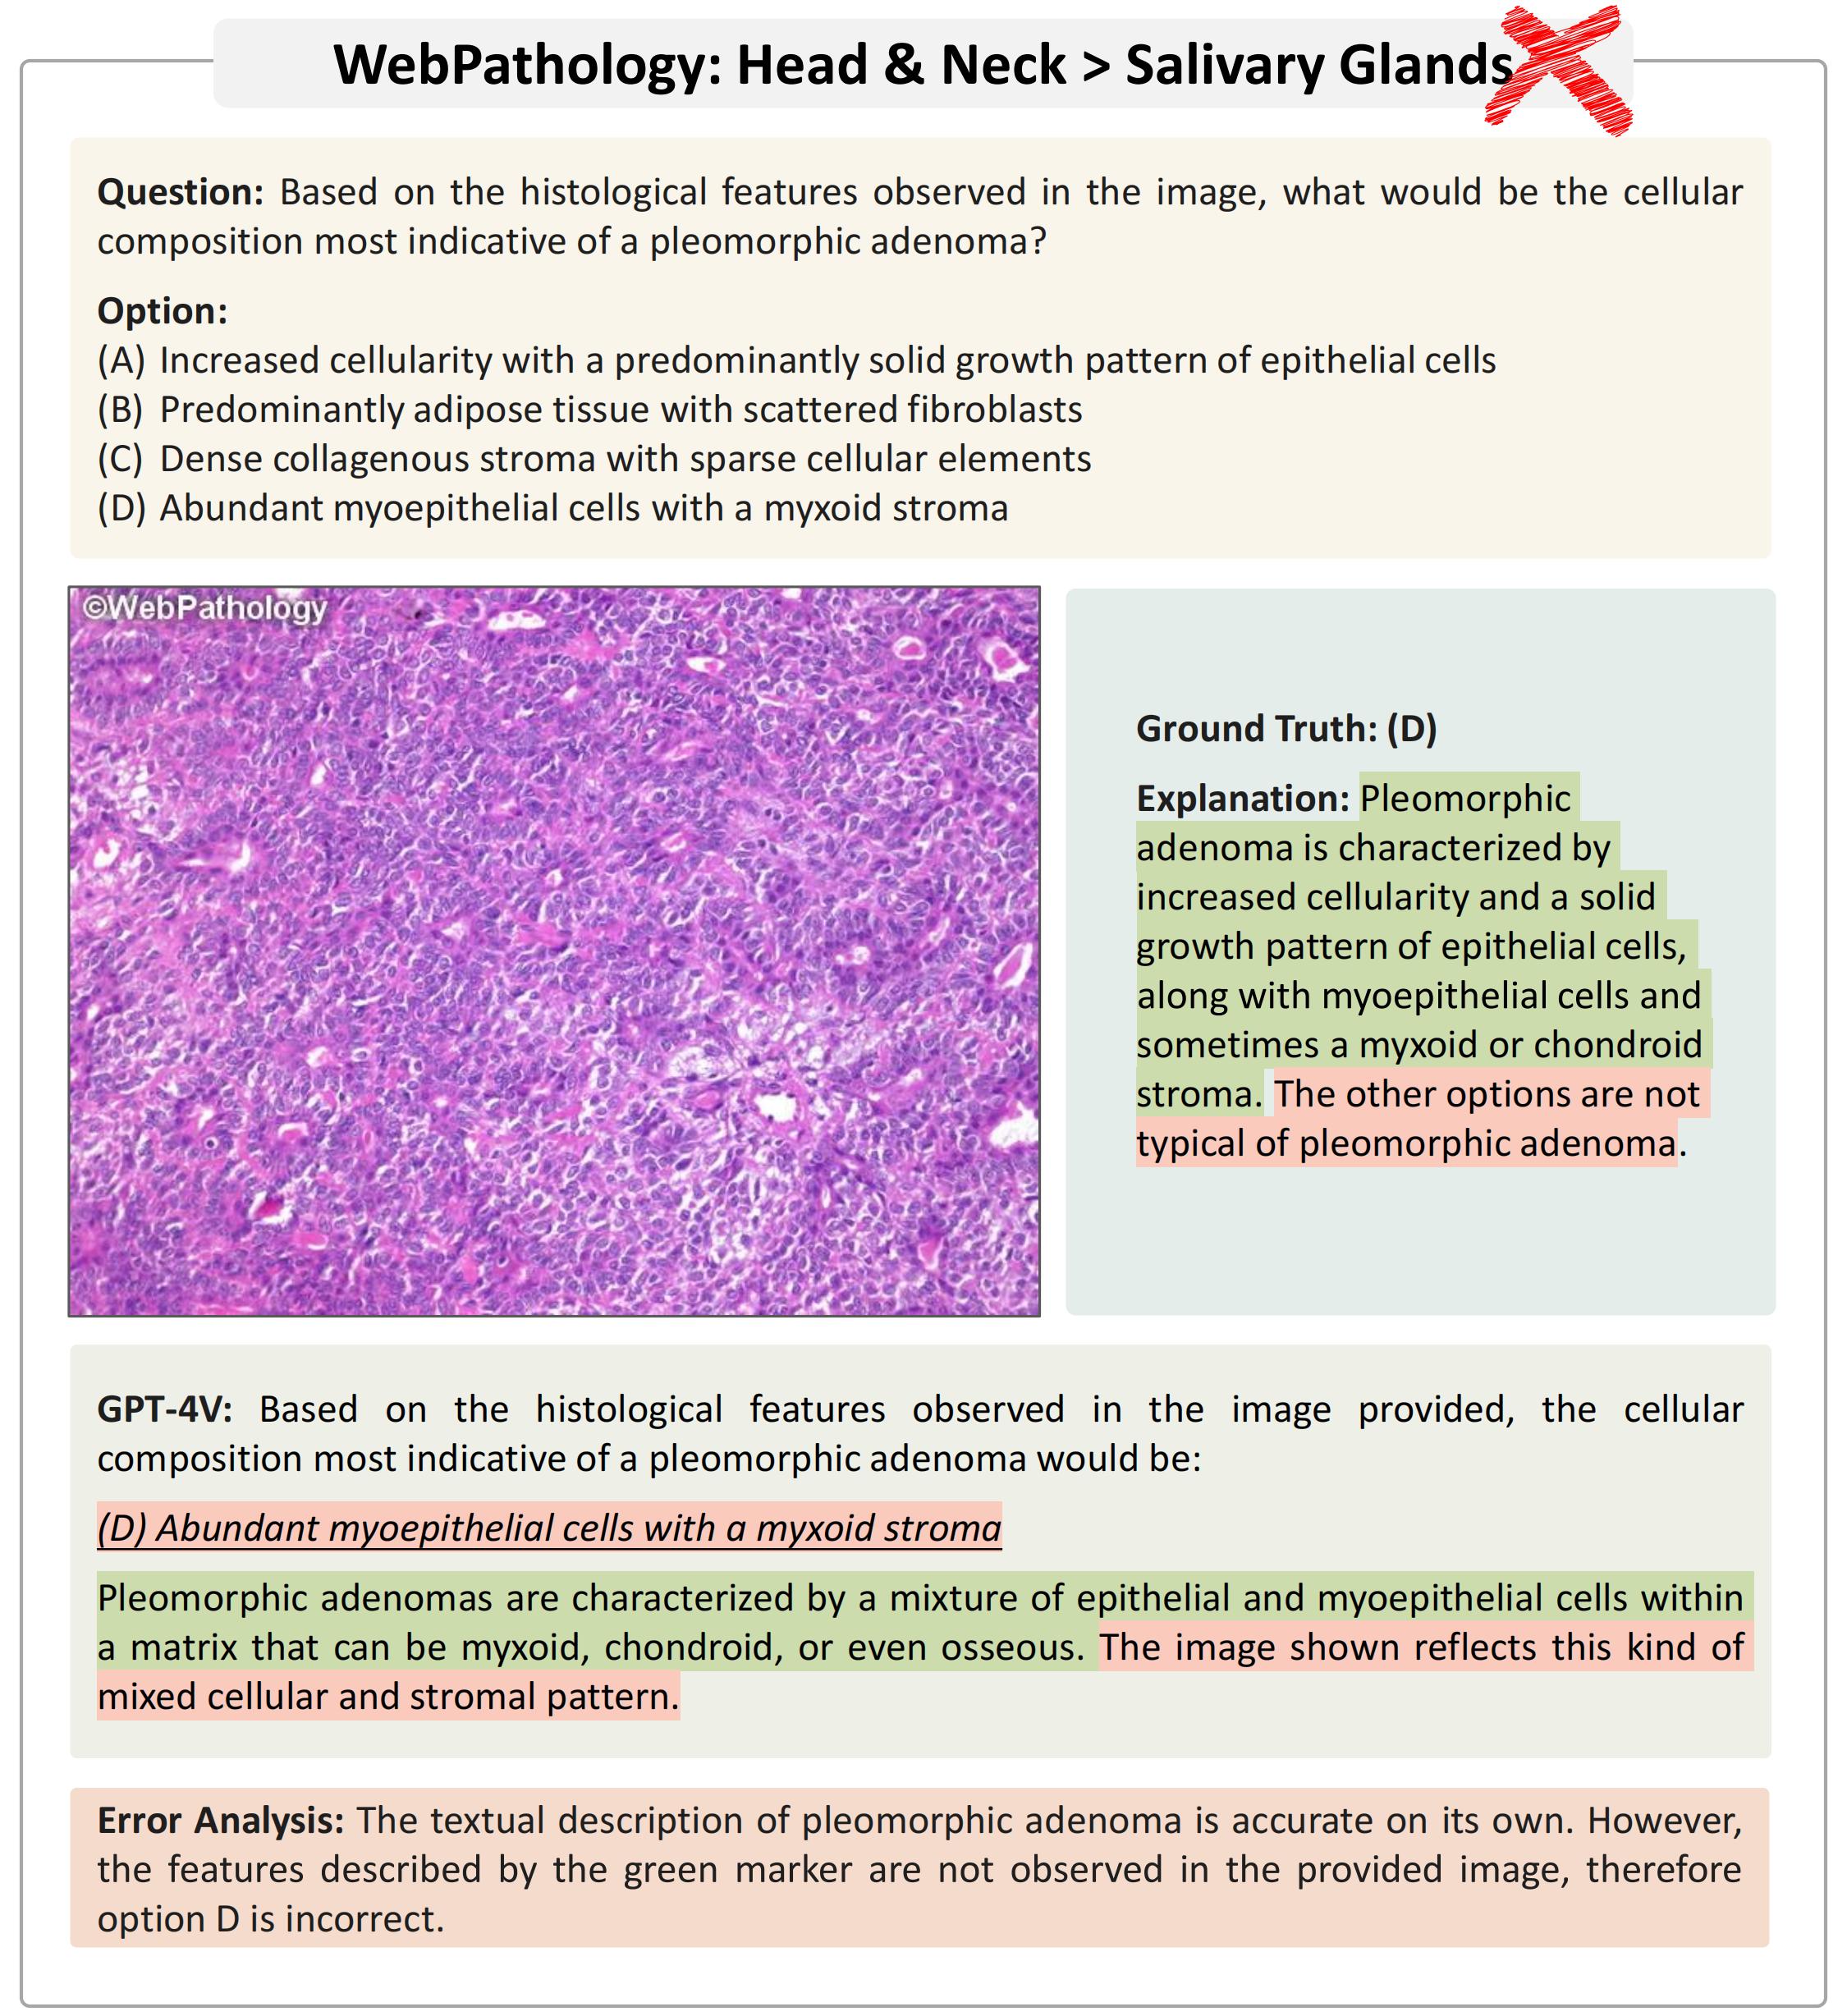 WebPathology: Head & Neck > Salivary Glands
Question: Based on the histological features observed in the image, what would be the cellular
composition most indicative of a pleomorphic adenoma?
Option:
(A) Increased cellularity with a predominantly solid growth pattern of epithelial cells
(B) Predominantly adipose tissue with scattered fibroblasts
(C) Dense collagenous stroma with sparse cellular elements
(D) Abundant myoepithelial cells with a myxoid stroma
©WebPathology
Ground Truth: (D)
Explanation: Pleomorphic
adenoma is characterized by
increased cellularity and a solid
growth pattern of epithelial cells,
along with myoepithelial cells and
sometimes a myxoid or chondroid
stroma. The other options are not
typical of pleomorphic adenoma.
GPT-4V: Based on the histological features observed in the image provided, the cellular
composition most indicative of a pleomorphic adenoma would be:
(D) Abundant myoepithelial cells with a myxoid stroma
Pleomorphic adenomas are characterized by a mixture of epithelial and myoepithelial cells within
a matrix that can be myxoid, chondroid, or even osseous. The image shown reflects this kind of
mixed cellular and stromal pattern.
Error Analysis: The textual description of pleomorphic adenoma is accurate on its own. However,
the features described by the green marker are not observed in the provided image, therefore
option D is incorrect.